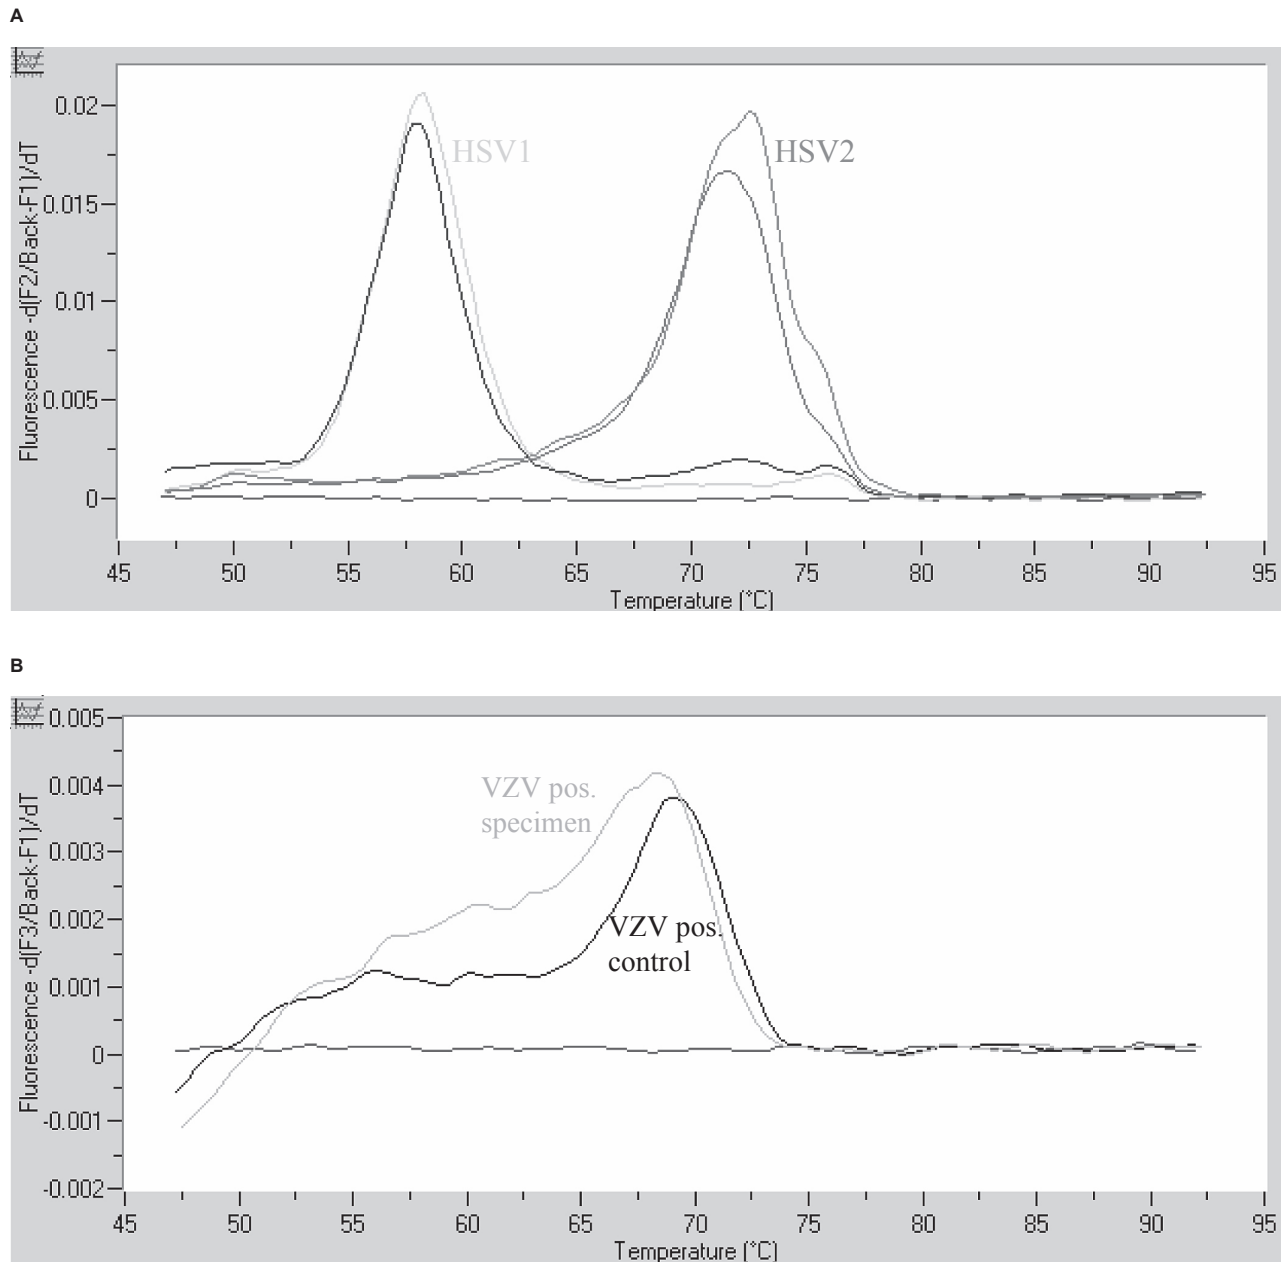 A
Fluorescence -d(F2/Back-F1)/dT
0.02
0.015
0.01
0.005
0
HSV1
HSV2
45 50 55 60 65 70 75 80 85 90 95
Temperature (°C)
B
Fluorescence -d(F3/Back-F1)/dT
0.005
0.004
0.003
0.002
0.001
0
-0.001
-0.002
VZV pos.
specimen
VZV pos.
control
45 50 55 60 65 70 75 80 85 90 95
Temperature (°C)